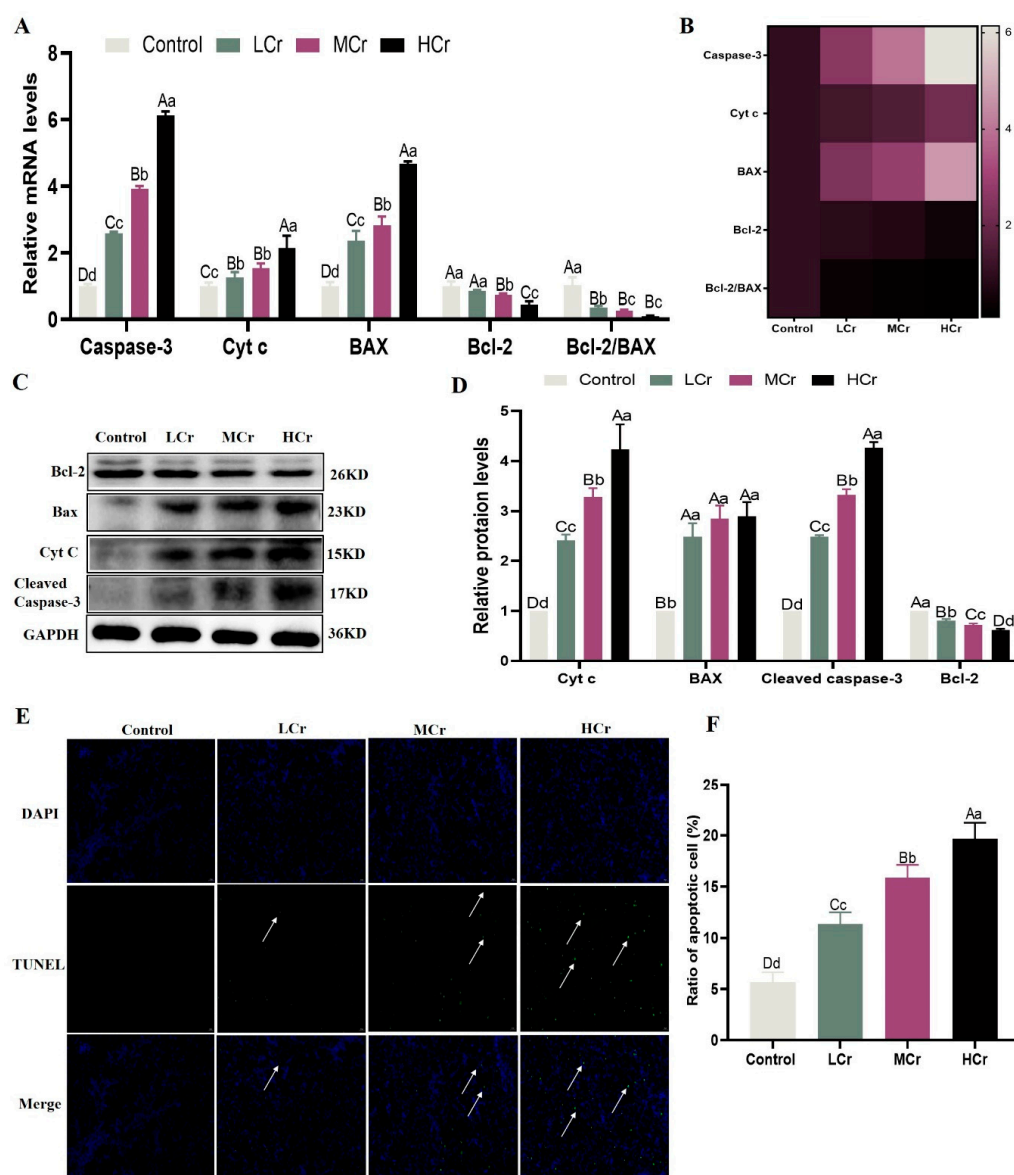 A
Control LCr MCr HCr
Relative mRNA levels
8
6
4
2
0
Dd Cc Bb Aa
Cc Bb Bb Aa
Dd Cc Bb Aa
Aa Aa Bb Cc
Aa Bb Bc Bc
Caspase-3 Cyt c BAX Bcl-2 Bcl-2/BAX
B
Caspase-3
Cyt c
BAX
Bcl-2
Bcl-2/BAX
Control LCr MCr HCr
6
4
2
C
Control LCr MCr HCr
Bcl-2 26KD
Bax 23KD
Cyt C 15KD
Cleaved
Caspase-3 17KD
GAPDH 36KD
D
Control LCr MCr HCr
Relative protaion levels
5
4
3
2
1
0
Dd Cc Bb Aa
Bb Aa Aa Aa
Dd Cc Bb Aa
Aa Bb Cc Dd
Cyt c BAX Cleaved caspase-3 Bcl-2
E
Control LCr MCr HCr
DAPI
TUNEL
Merge
F
Ratio of apoptotic cell (%)
25
20
15
10
5
0
Dd Cc Bb Aa
Control LCr MCr HCr